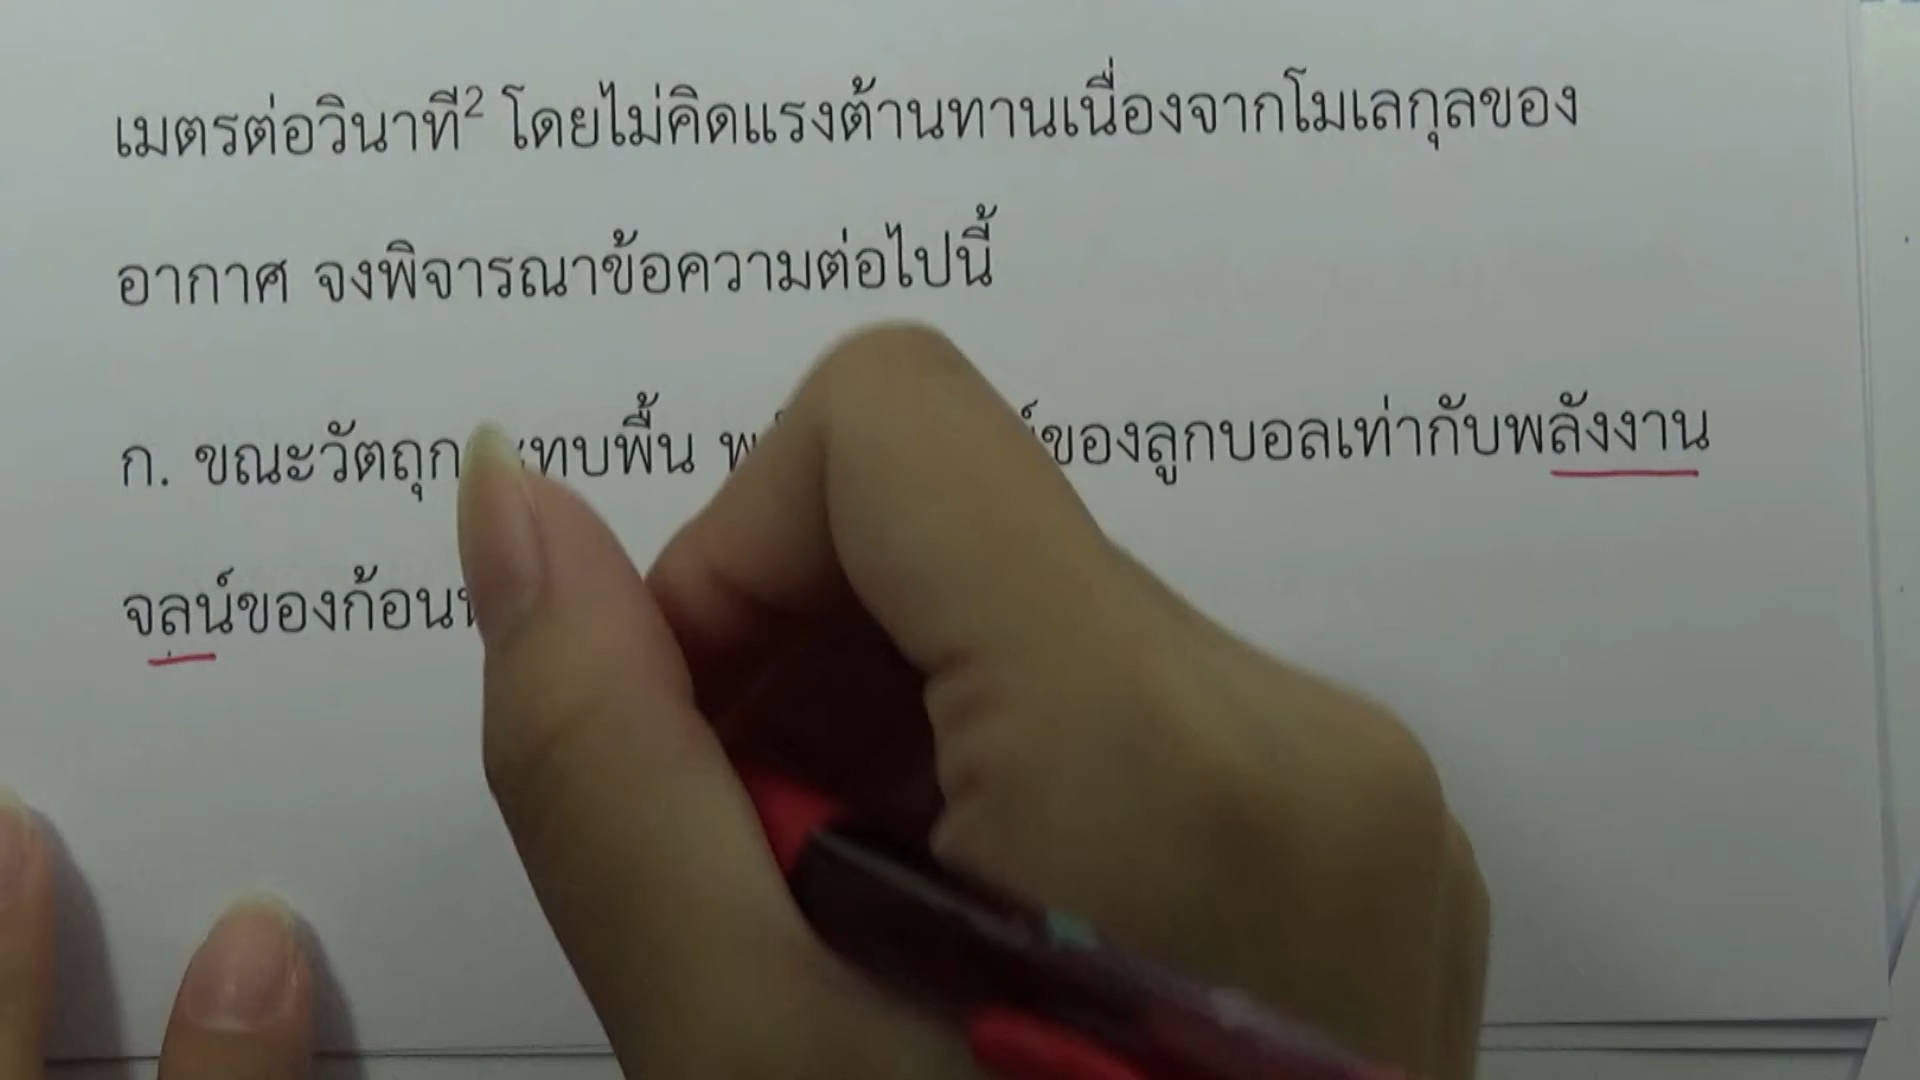 เมตรต่อวินาที² โดยไม่คิดแรงต้านทานเนื่องจากโมเลกุลของ
อากาศ จงพิจารณาข้อความต่อไปนี้
ก. ขณะวัตถุกระทบพื้น ของลูกบอลเท่ากับพลังงาน
จลน์ของก้อน